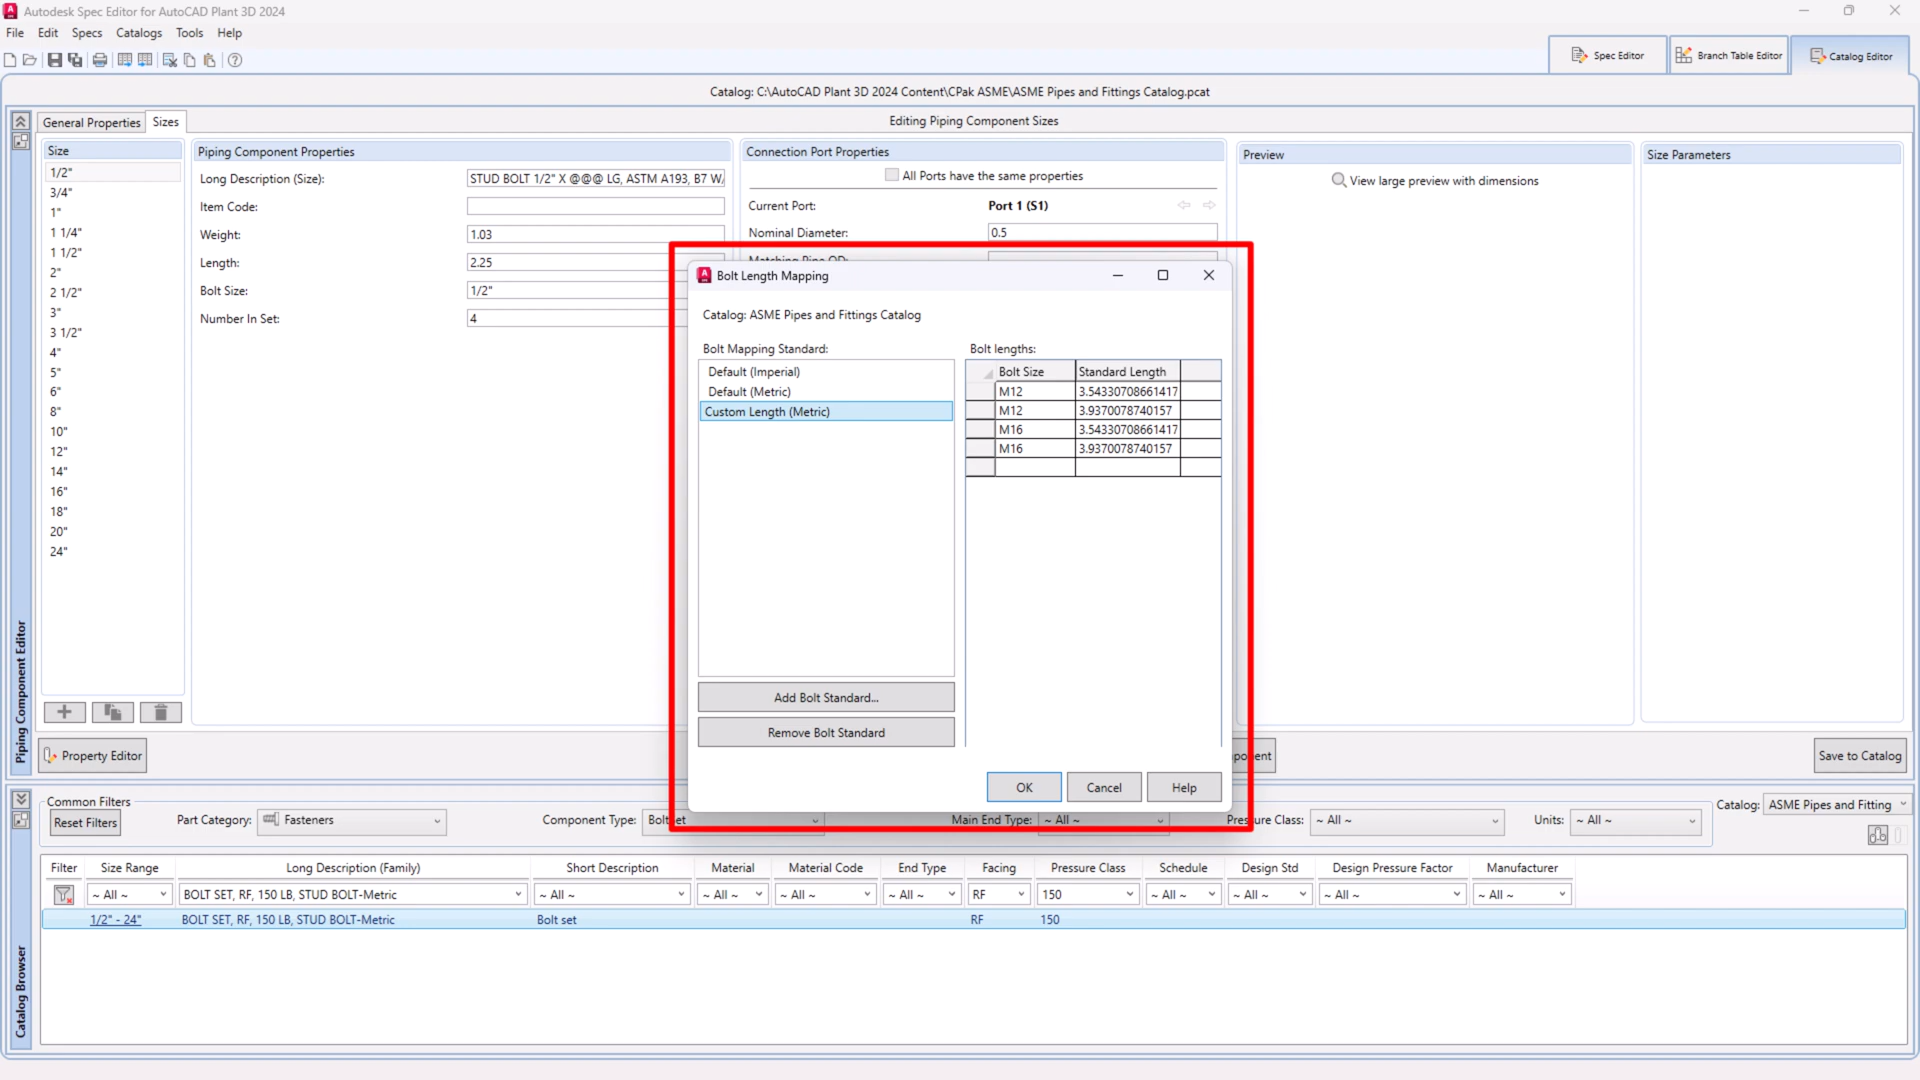 Autodesk Spec Editor for AutoCAD Plant 3D 2024
File Edit Specs Catalogs Tools Help
Spec Editor
Branch Table Editor
Catalog Editor
Catalog: C:\AutoCAD Plant 3D 2024 Content\CPak ASME\ASME Pipes and Fittings Catalog.pcat
General Properties Sizes
Editing Piping Component Sizes
Piping Component Editor
Size
1/2"
3/4"
1"
1 1/4"
1 1/2"
2"
2 1/2"
3"
3 1/2"
4"
5"
6"
8"
10"
12"
14"
16"
18"
20"
24"
Piping Component Properties
Long Description (Size): STUD BOLT 1/2" X @@@ LG, ASTM A193, B7 W/
Item Code:
Weight: 1.03
Length: 2.25
Bolt Size: 1/2"
Number In Set: 4
Connection Port Properties
All Ports have the same properties
Current Port: Port 1 (S1)
Nominal Diameter: 0.5
Matching Pipe OD:
Preview
View large preview with dimensions
Size Parameters
Bolt Length Mapping
Catalog: ASME Pipes and Fittings Catalog
Bolt Mapping Standard:
Default (Imperial)
Default (Metric)
Custom Length (Metric)
Add Bolt Standard...
Remove Bolt Standard
Bolt lengths:
Bolt Size Standard Length
M12 3.54330708661417
M12 3.9370078740157
M16 3.54330708661417
M16 3.9370078740157
OK Cancel Help
Property Editor
ponent
Save to Catalog
Catalog Browser
Common Filters
Reset Filters
Part Category: Fasteners
Component Type: Boltset
Main End Type: ~ All ~
Pressure Class: ~ All ~
Units: ~ All ~
Catalog: ASME Pipes and Fitting
Filter Size Range Long Description (Family) Short Description Material Material Code End Type Facing Pressure Class Schedule Design Std Design Pressure Factor Manufacturer
~ All ~ BOLT SET, RF, 150 LB, STUD BOLT-Metric ~ All ~ ~ All ~ ~ All ~ ~ All ~ RF 150 ~ All ~ ~ All ~ ~ All ~ ~ All ~
1/2" - 24" BOLT SET, RF, 150 LB, STUD BOLT-Metric Bolt set RF 150